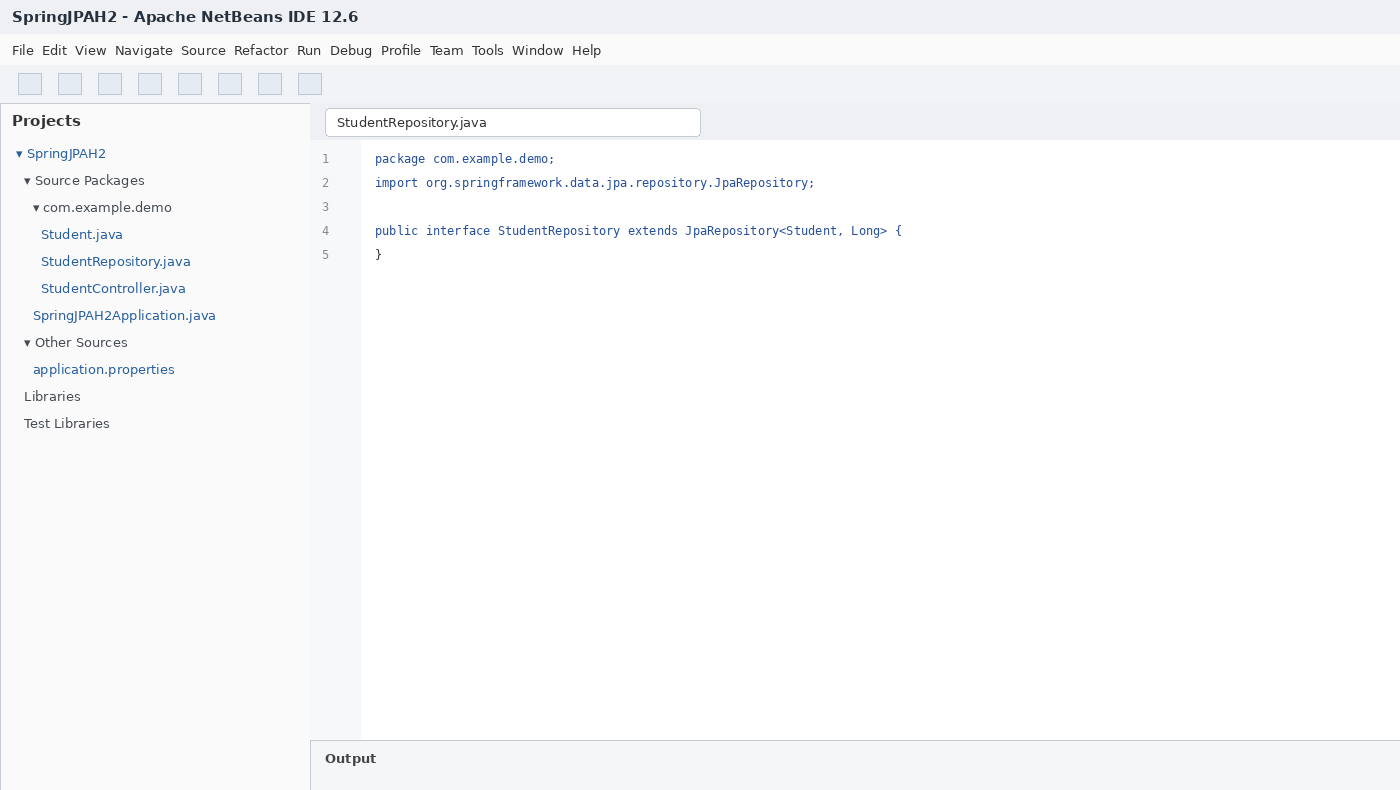 SpringJPAH2 - Apache NetBeans IDE 12.6
File Edit View Navigate Source Refactor Run Debug Profile Team Tools Window Help
Projects
▾ SpringJPAH2
▾ Source Packages
▾ com.example.demo
Student.java
StudentRepository.java
StudentController.java
SpringJPAH2Application.java
▾ Other Sources
application.properties
Libraries
Test Libraries
StudentRepository.java
1 package com.example.demo;
2 import org.springframework.data.jpa.repository.JpaRepository;
3
4 public interface StudentRepository extends JpaRepository<Student, Long> {
5 }
Output